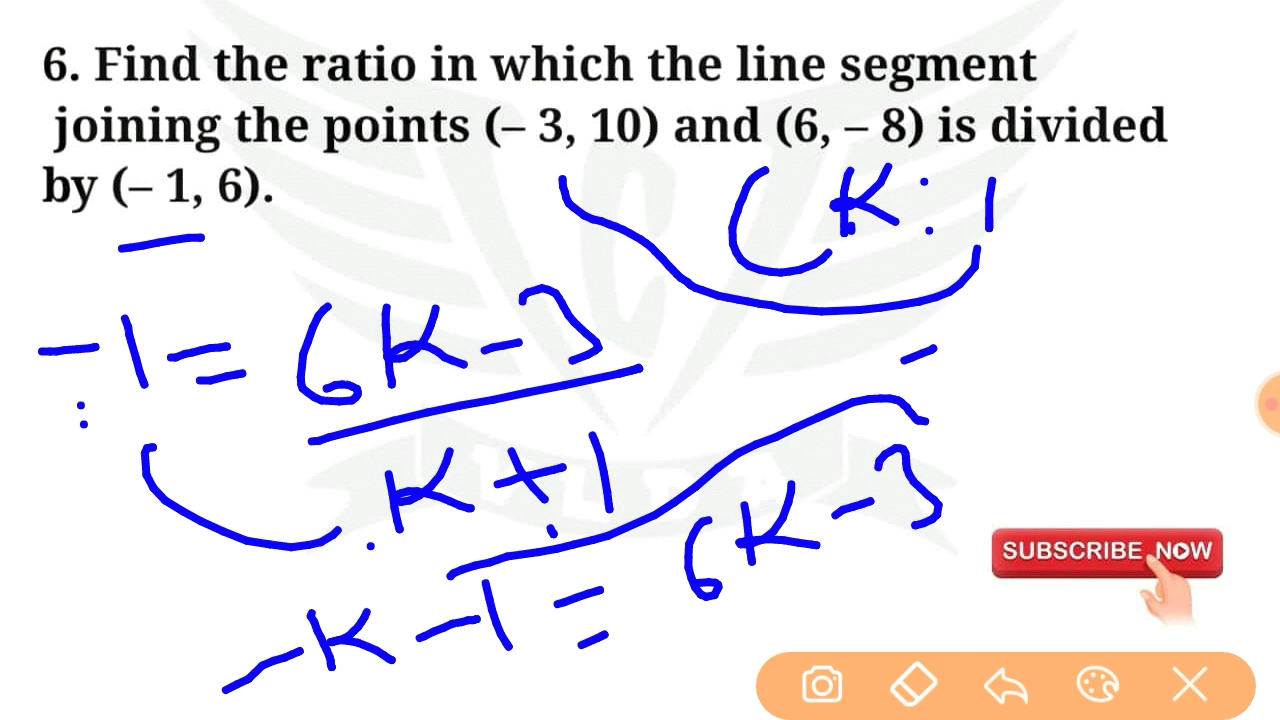 6. Find the ratio in which the line segment
joining the points (– 3, 10) and (6, – 8) is divided
by (– 1, 6).
K : 1
-1 = 6K - 3
K + 1
-K - 1 = 6K - 3
SUBSCRIBE NOW